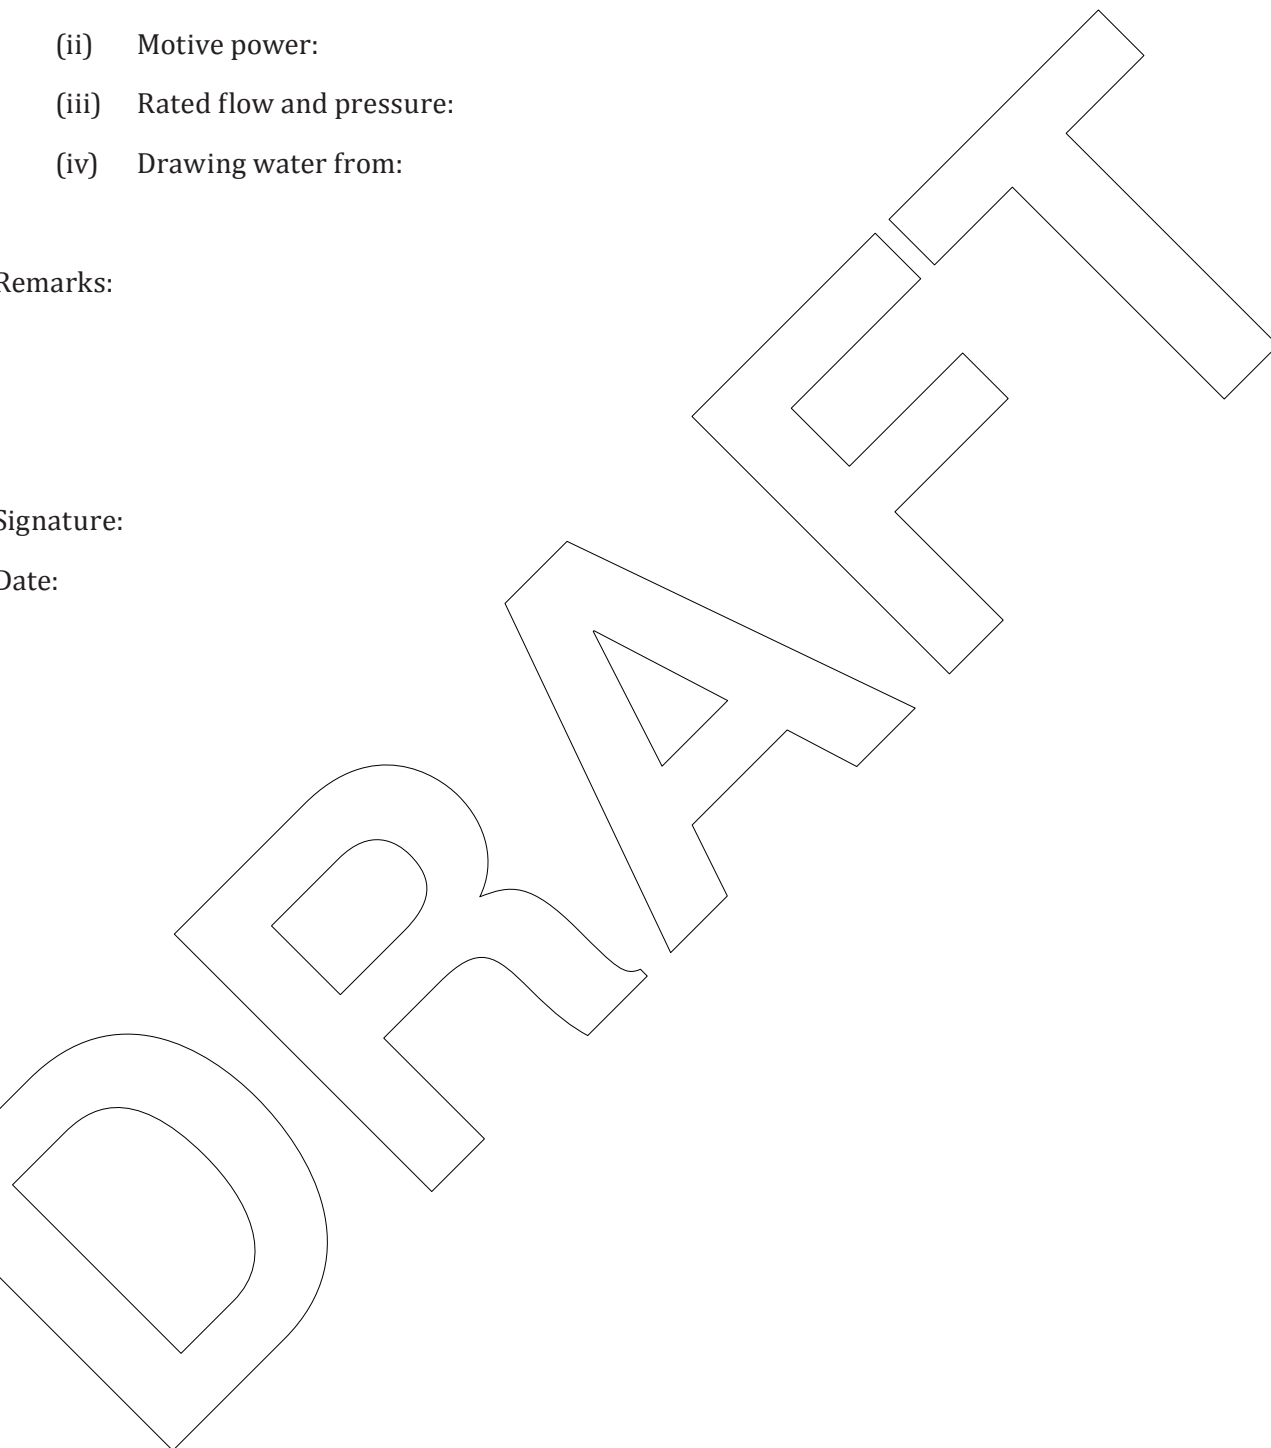 (ii) Motive power:
(iii) Rated flow and pressure:
(iv) Drawing water from:
Remarks:
Signature:
Date:
DRAFT